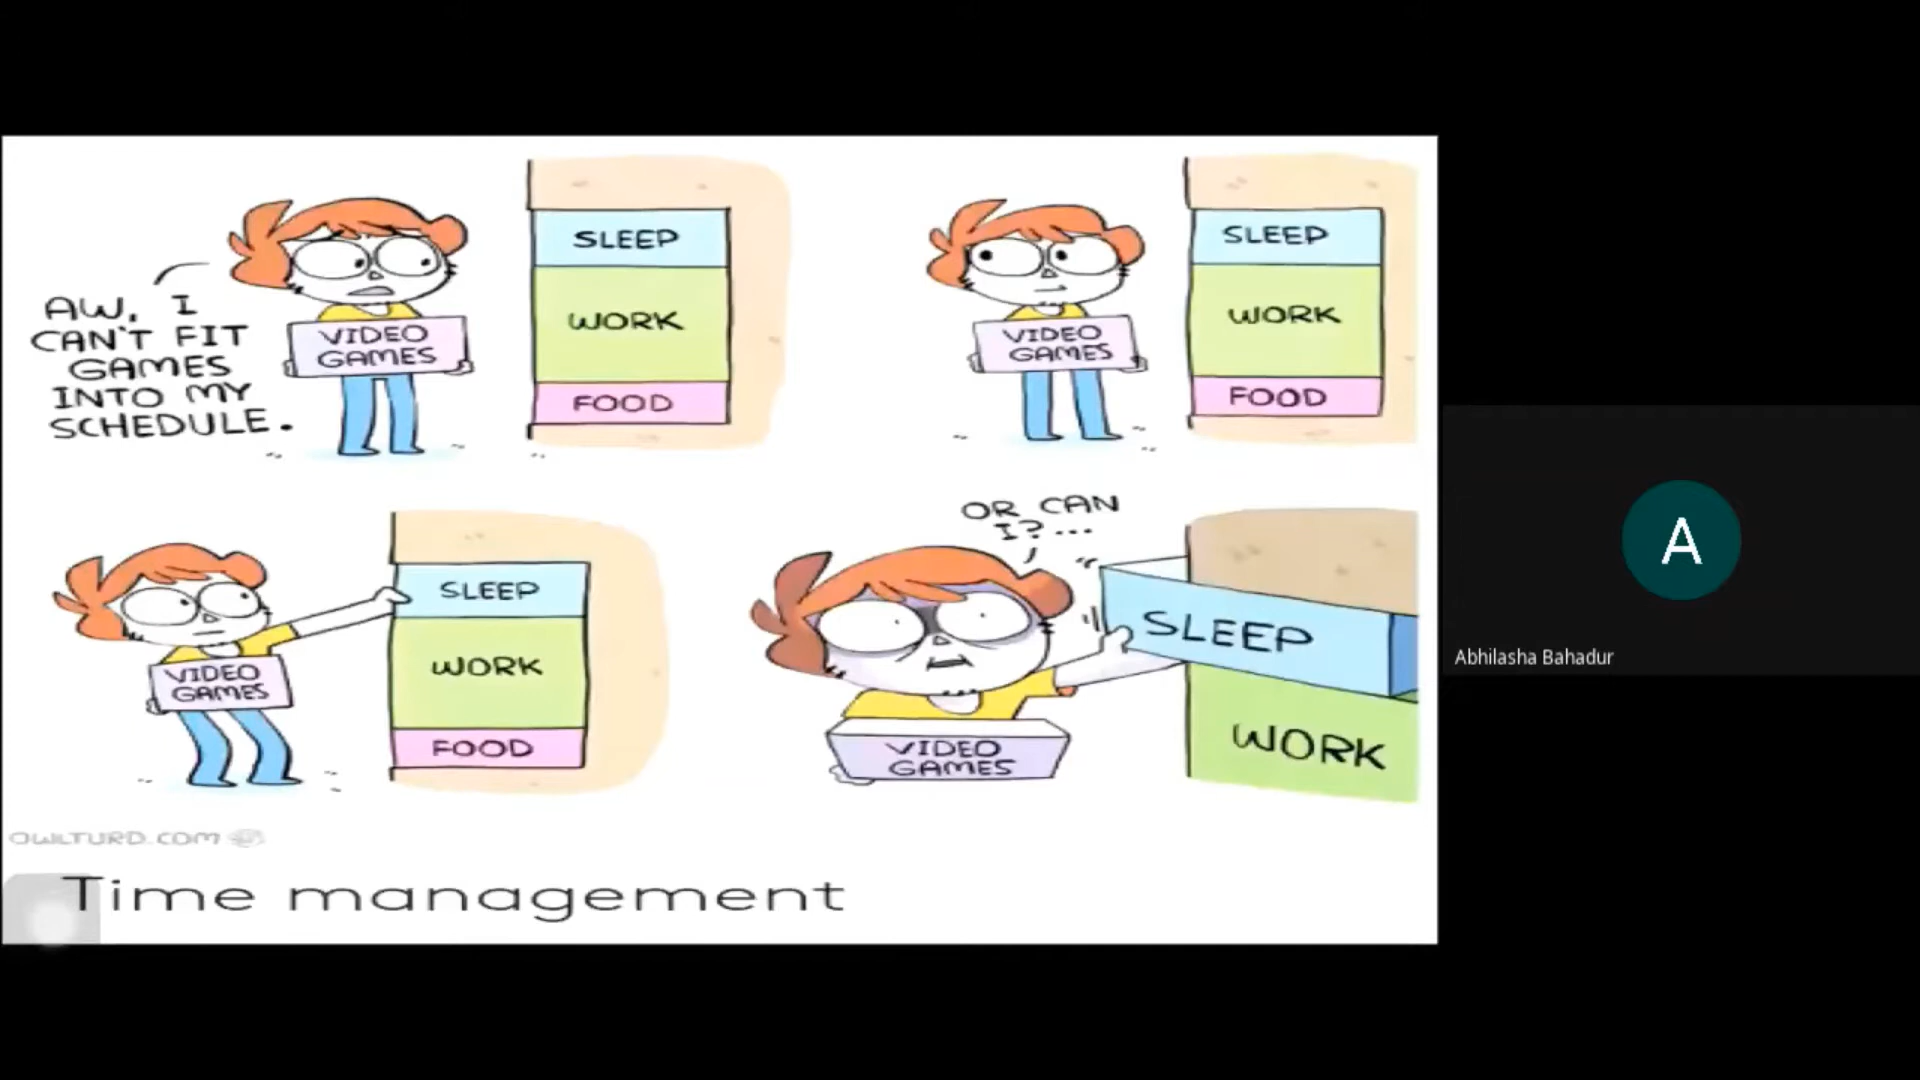 AW, I
CAN'T FIT
GAMES
INTO MY
SCHEDULE.
VIDEO
GAMES
SLEEP
WORK
FOOD
VIDEO
GAMES
SLEEP
WORK
FOOD
VIDEO
GAMES
SLEEP
WORK
FOOD
OR CAN
I?...
VIDEO
GAMES
SLEEP
WORK
OWLTURD.COM
Time management
A
Abhilasha Bahadur